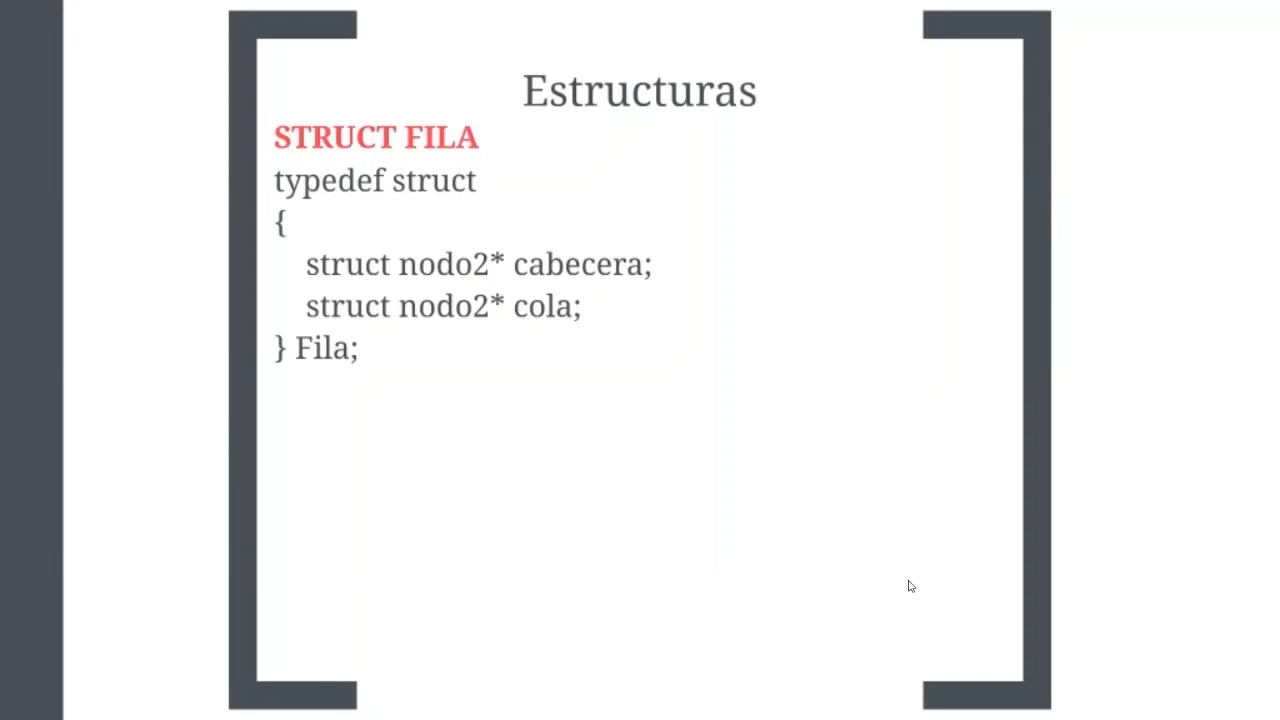 Estructuras
STRUCT FILA
typedef struct
{
struct nodo2* cabecera;
struct nodo2* cola;
} Fila;